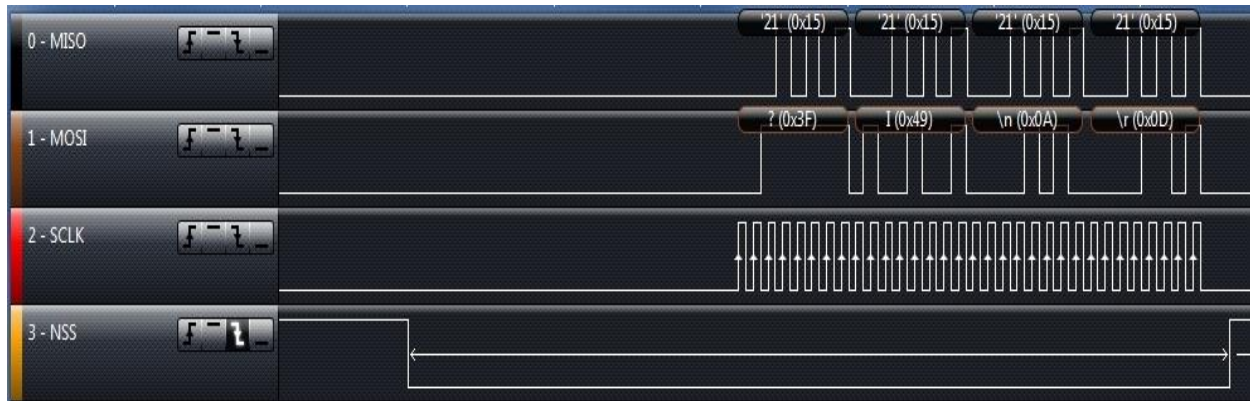 0 - MISO
'21' (0x15) '21' (0x15) '21' (0x15) '21' (0x15)
1 - MOSI
? (0x3F) I (0x49) \n (0x0A) \r (0x0D)
2 - SCLK
3 - NSS